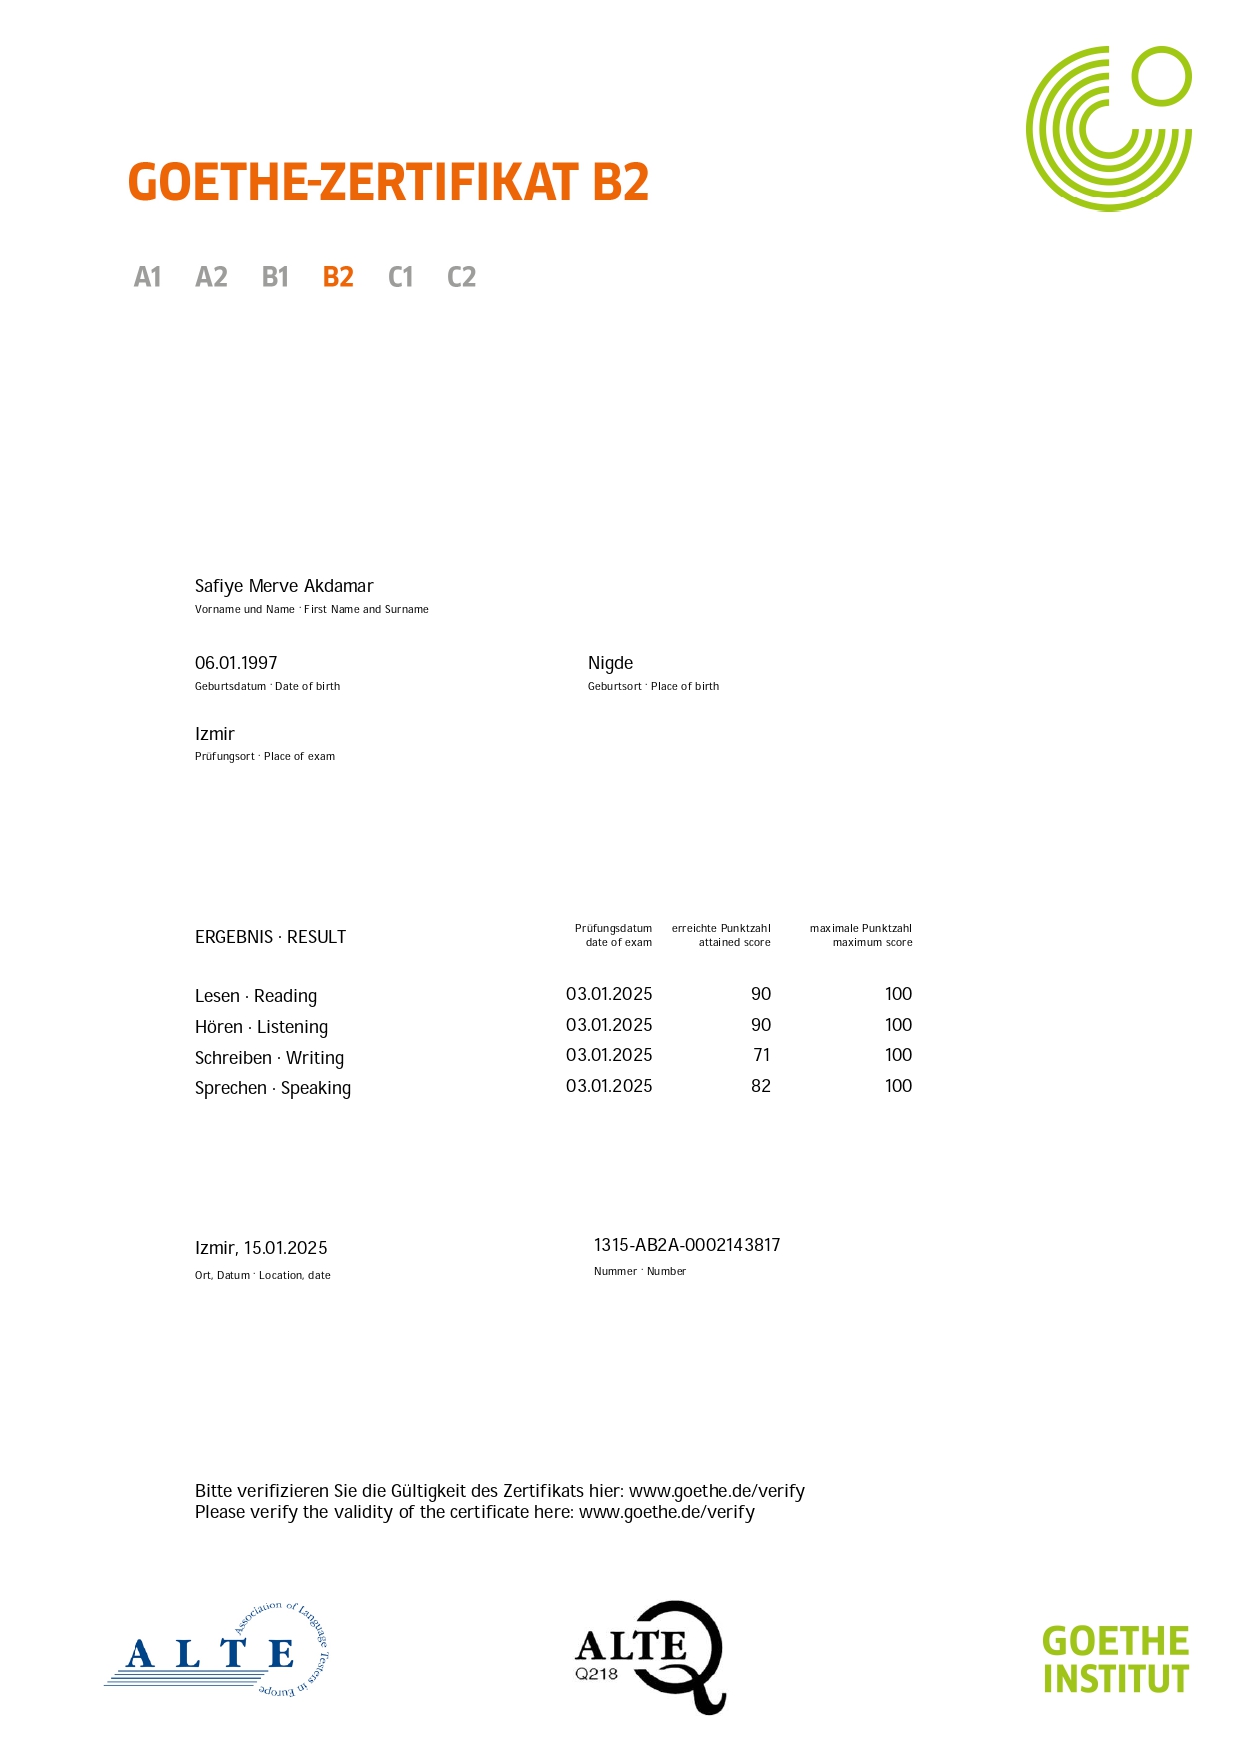 GOETHE-ZERTIFIKAT B2
A1 A2 B1 B2 C1 C2
Safiye Merve Akdamar
Vorname und Name · First Name and Surname
06.01.1997 Nigde
Geburtsdatum · Date of birth Geburtsort · Place of birth
Izmir
Prüfungsort · Place of exam
ERGEBNIS · RESULT
Prüfungsdatum erreichte Punktzahl maximale Punktzahl
date of exam attained score maximum score
Lesen · Reading 03.01.2025 90 100
Hören · Listening 03.01.2025 90 100
Schreiben · Writing 03.01.2025 71 100
Sprechen · Speaking 03.01.2025 82 100
Izmir, 15.01.2025 1315-AB2A-0002143817
Ort, Datum · Location, date Nummer · Number
Bitte verifizieren Sie die Gültigkeit des Zertifikats hier: www.goethe.de/verify
Please verify the validity of the certificate here: www.goethe.de/verify
ALTE
Association of Language Testers in Europe
ALTE
Q218
GOETHE
INSTITUT